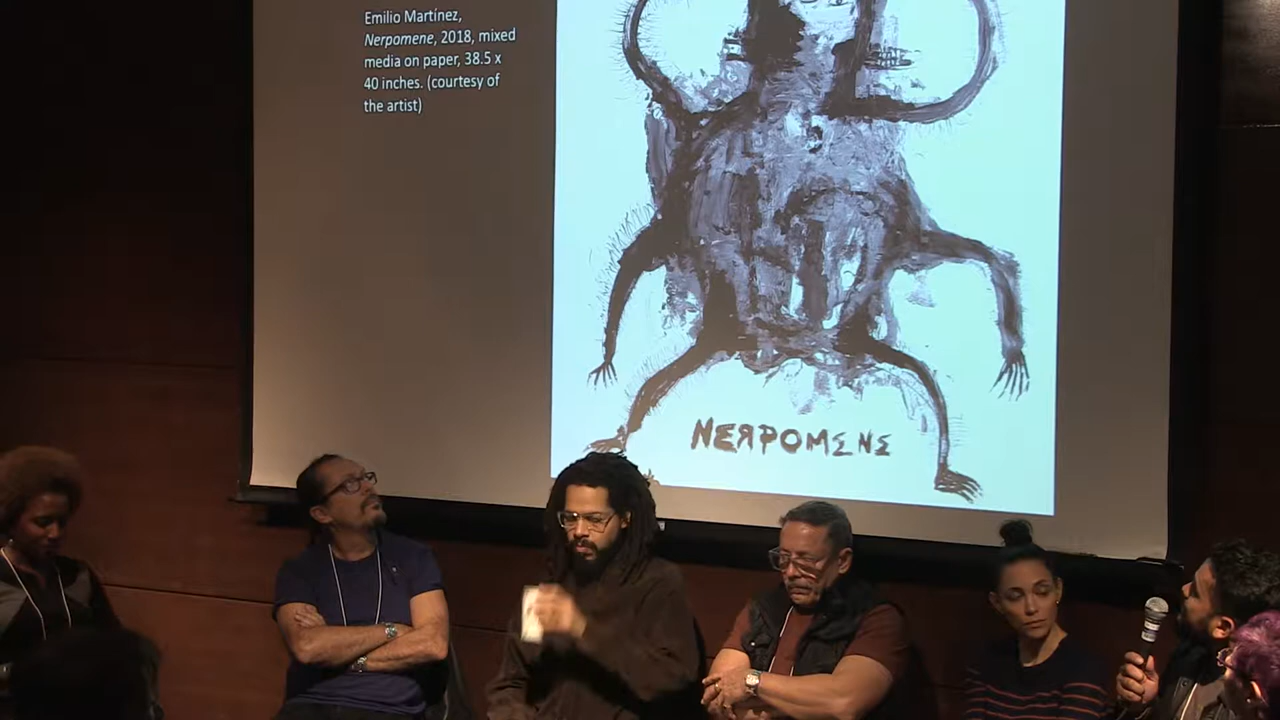 Emilio Martínez,
Nerpomene, 2018, mixed
media on paper, 38.5 x
40 inches. (courtesy of
the artist)
NERPOMENE